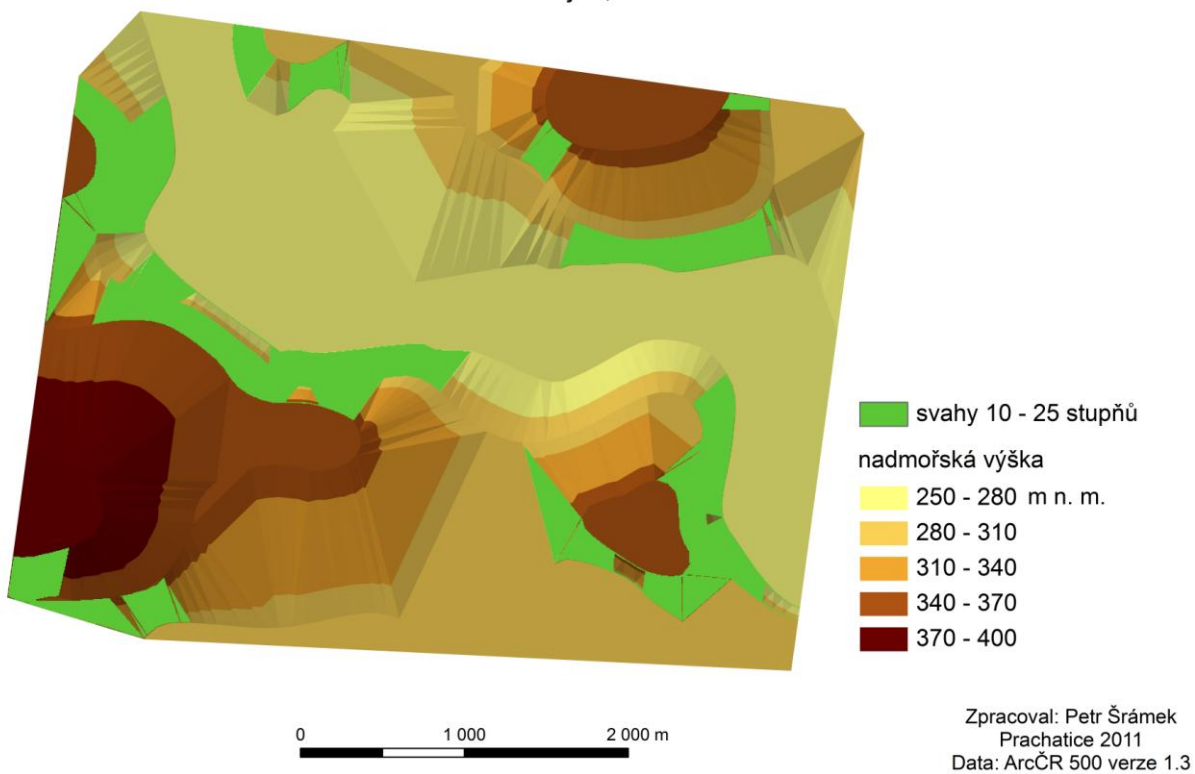 svahy 10 - 25 stupňů
nadmořská výška
250 - 280 m n. m.
280 - 310
310 - 340
340 - 370
370 - 400
0 1 000 2 000 m
Zpracoval: Petr Šrámek
Prachatice 2011
Data: ArcČR 500 verze 1.3